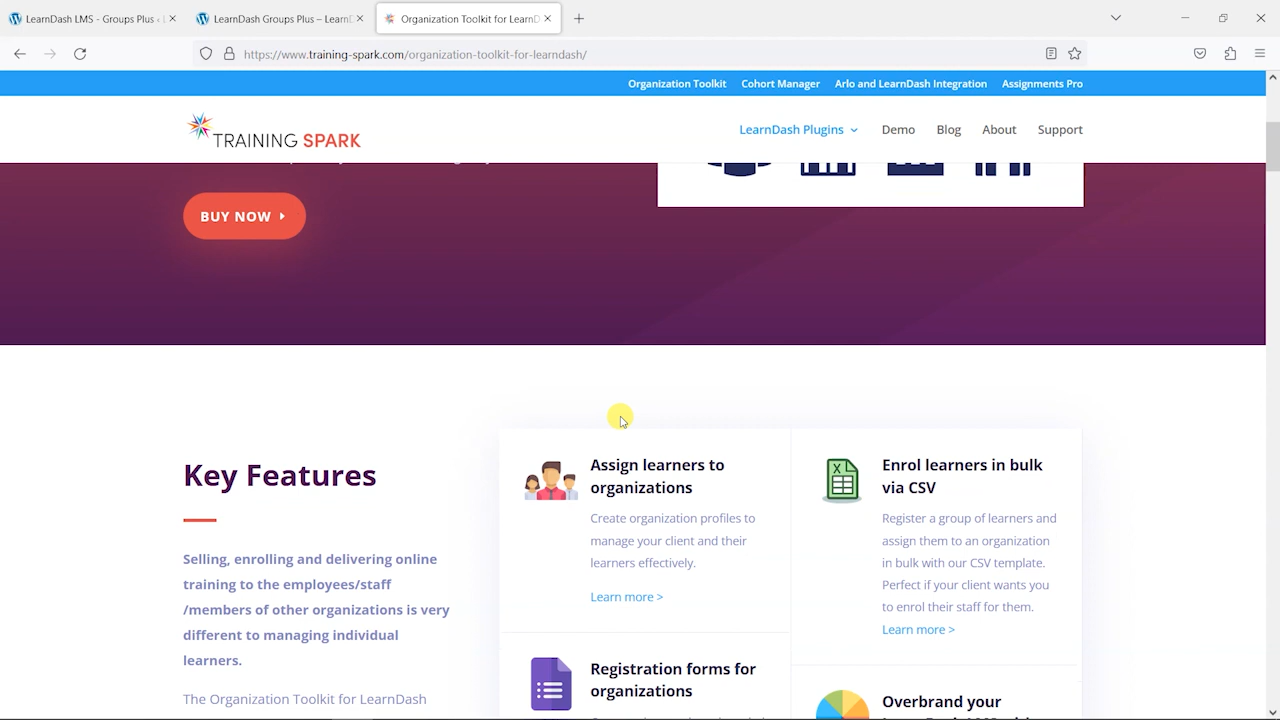 LearnDash LMS - Groups Plus ‹ L
LearnDash Groups Plus – LearnD
Organization Toolkit for LearnD
https://www.training-spark.com/organization-toolkit-for-learndash/
Organization Toolkit
Cohort Manager
Arlo and LearnDash Integration
Assignments Pro
TRAINING SPARK
LearnDash Plugins
Demo
Blog
About
Support
BUY NOW
Key Features
Selling, enrolling and delivering online
training to the employees/staff
/members of other organizations is very
different to managing individual
learners.
The Organization Toolkit for LearnDash
Assign learners to
organizations
Create organization profiles to
manage your client and their
learners effectively.
Learn more >
Enrol learners in bulk
via CSV
Register a group of learners and
assign them to an organization
in bulk with our CSV template.
Perfect if your client wants you
to enrol their staff for them.
Learn more >
Registration forms for
organizations
Overbrand your